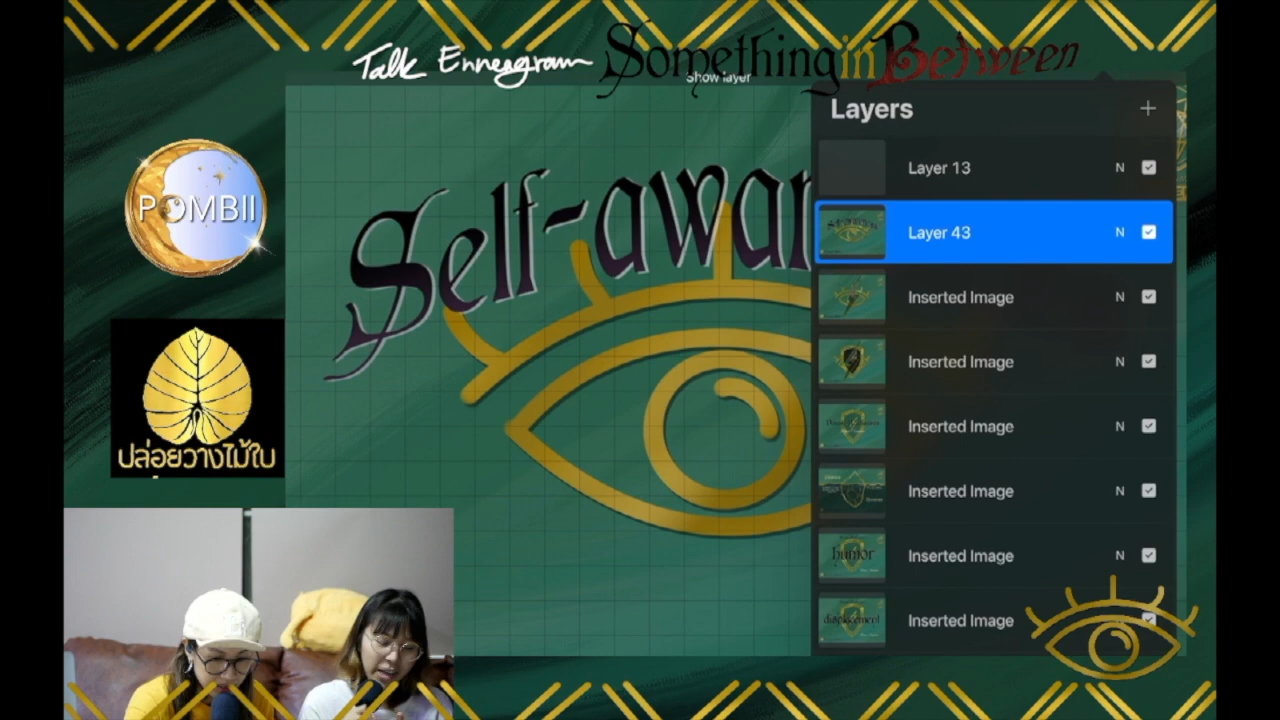 Talk Enneagram
Something in Between
Show layer
Layers
Layer 13 N
Layer 43 N
Inserted Image N
Inserted Image N
Inserted Image N
Inserted Image N
Inserted Image N
Inserted Image
Self-awar
POMBII
ปล่อยวางไม้ใบ
humor
displacement